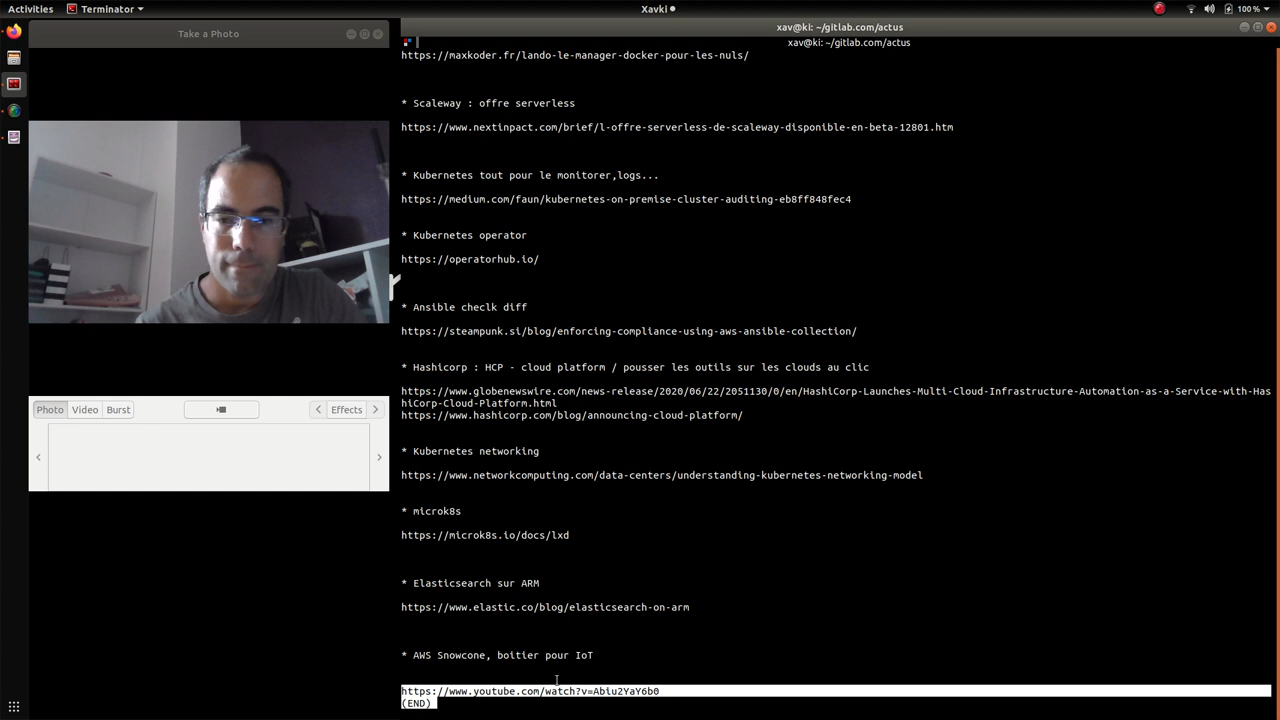 Activities
Terminator
Xavki
100 %
Take a Photo
xav@ki: ~/gitlab.com/actus
xav@ki: ~/gitlab.com/actus
https://maxkoder.fr/lando-le-manager-docker-pour-les-nuls/
* Scaleway : offre serverless
https://www.nextinpact.com/brief/l-offre-serverless-de-scaleway-disponible-en-beta-12801.htm
* Kubernetes tout pour le monitorer,logs...
https://medium.com/faun/kubernetes-on-premise-cluster-auditing-eb8ff848fec4
* Kubernetes operator
https://operatorhub.io/
* Ansible checlk diff
https://steampunk.si/blog/enforcing-compliance-using-aws-ansible-collection/
* Hashicorp : HCP - cloud platform / pousser les outils sur les clouds au clic
https://www.globenewswire.com/news-release/2020/06/22/2051130/0/en/HashiCorp-Launches-Multi-Cloud-Infrastructure-Automation-as-a-Service-with-Has
hiCorp-Cloud-Platform.html
https://www.hashicorp.com/blog/announcing-cloud-platform/
* Kubernetes networking
https://www.networkcomputing.com/data-centers/understanding-kubernetes-networking-model
* microk8s
https://microk8s.io/docs/lxd
* Elasticsearch sur ARM
https://www.elastic.co/blog/elasticsearch-on-arm
* AWS Snowcone, boitier pour IoT
https://www.youtube.com/watch?v=Abiu2YaY6b0
(END)
Photo
Video
Burst
Effects